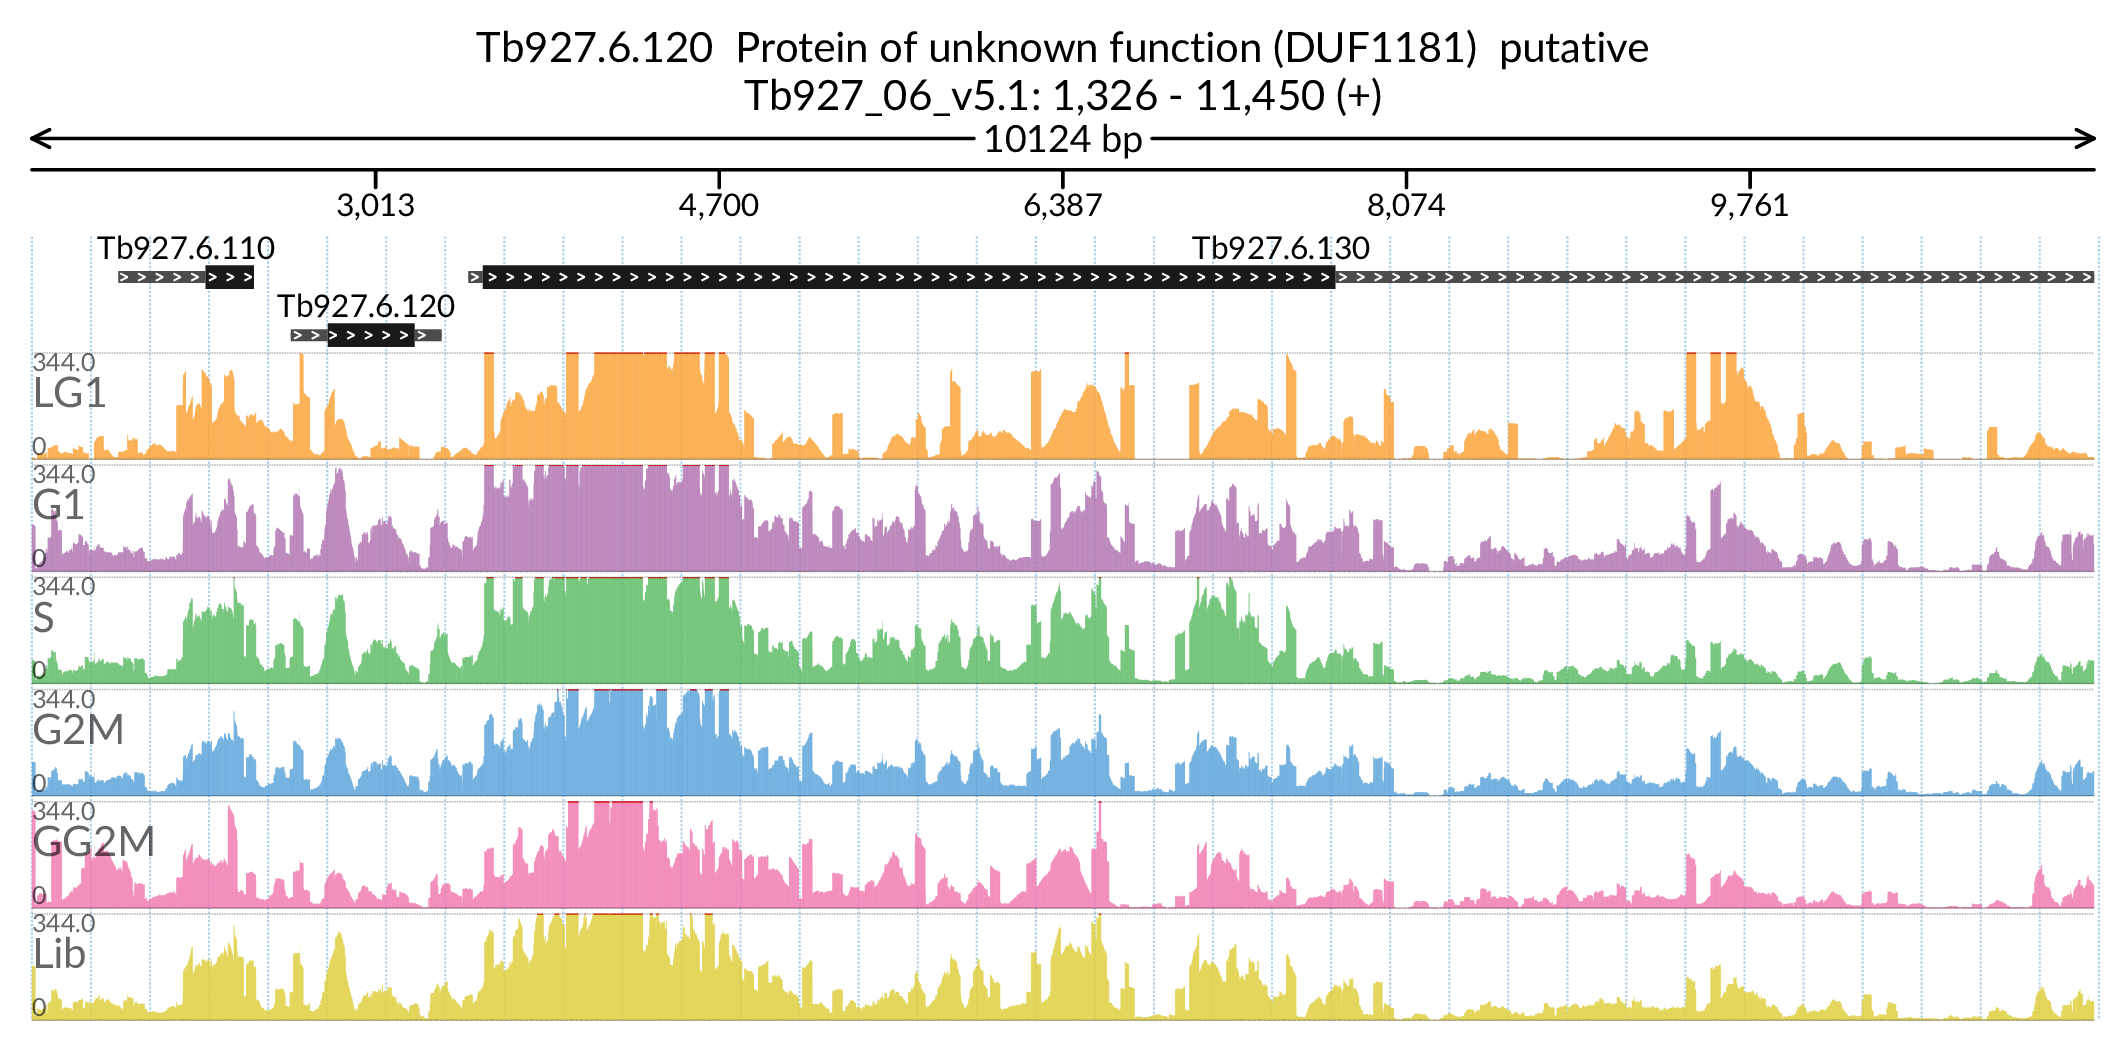 Tb927.6.120  Protein of unknown function (DUF1181)  putative
Tb927_06_v5.1: 1,326 - 11,450 (+)
10124 bp
3,013 4,700 6,387 8,074 9,761
Tb927.6.110 Tb927.6.130
Tb927.6.120
344.0
LG1
0
344.0
G1
0
344.0
S
0
344.0
G2M
0
344.0
GG2M
0
344.0
Lib
0